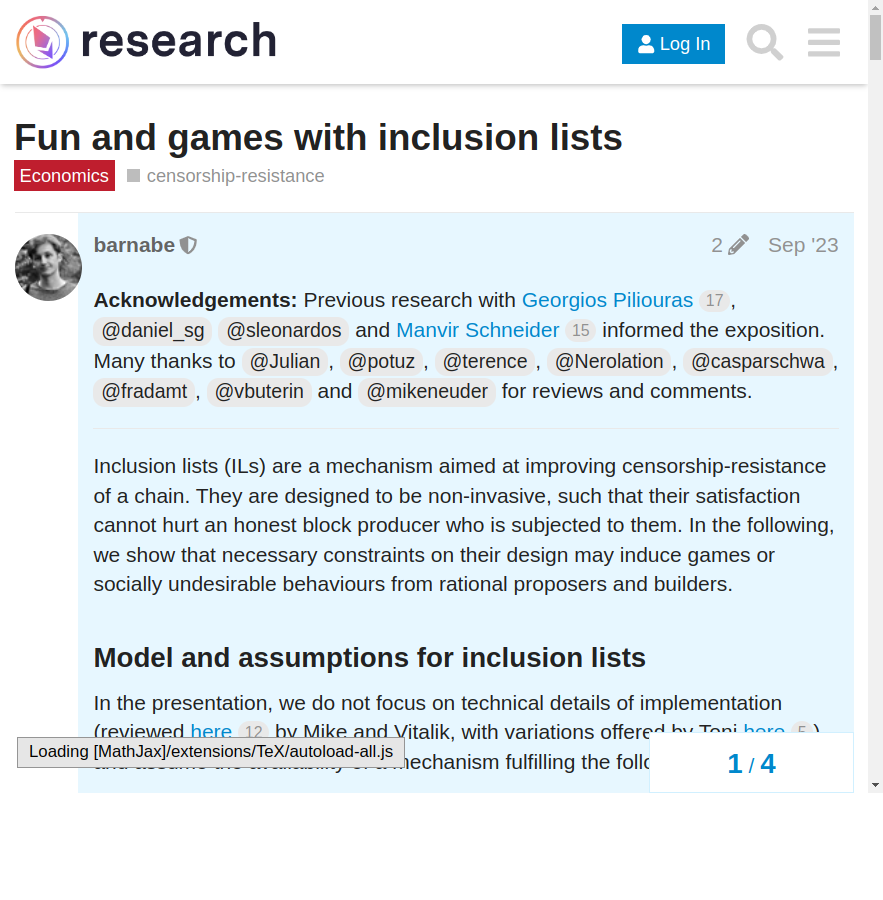 research
Log In
Fun and games with inclusion lists
Economics censorship-resistance
barnabe 2 Sep '23
Acknowledgements: Previous research with Georgios Piliouras 17 ,
@daniel_sg @sleonardos and Manvir Schneider 15 informed the exposition.
Many thanks to @Julian , @potuz , @terence , @Nerolation , @casparschwa ,
@fradamt , @vbuterin and @mikeneuder for reviews and comments.
Inclusion lists (ILs) are a mechanism aimed at improving censorship-resistance
of a chain. They are designed to be non-invasive, such that their satisfaction
cannot hurt an honest block producer who is subjected to them. In the following,
we show that necessary constraints on their design may induce games or
socially undesirable behaviours from rational proposers and builders.
Model and assumptions for inclusion lists
In the presentation, we do not focus on technical details of implementation
(reviewed here 12 by Mike and Vitalik, with variations offered by Toni here 5 )
Loading [MathJax]/extensions/TeX/autoload-all.js
and assume the availability of a mechanism fulfilling the
1 / 4